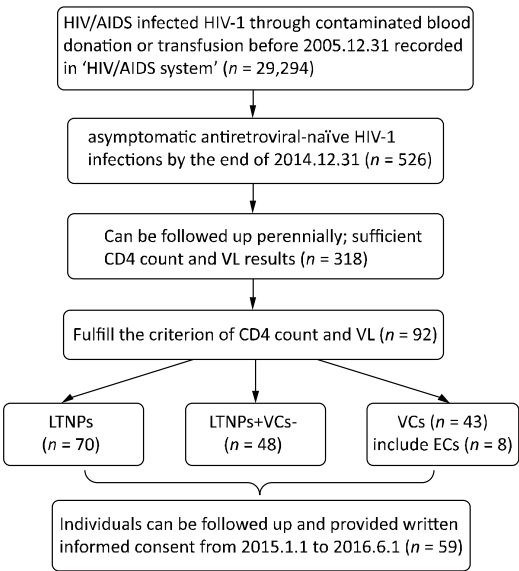 HIV/AIDS infected HIV-1 through contaminated blood
donation or transfusion before 2005.12.31 recorded
in ‘HIV/AIDS system’ (n = 29,294)
asymptomatic antiretroviral-naïve HIV-1
infections by the end of 2014.12.31 (n = 526)
Can be followed up perennially; sufficient
CD4 count and VL results (n = 318)
Fulfill the criterion of CD4 count and VL (n = 92)
LTNPs
(n = 70)
LTNPs+VCs-
(n = 48)
VCs (n = 43)
include ECs (n = 8)
Individuals can be followed up and provided written
informed consent from 2015.1.1 to 2016.6.1 (n = 59)